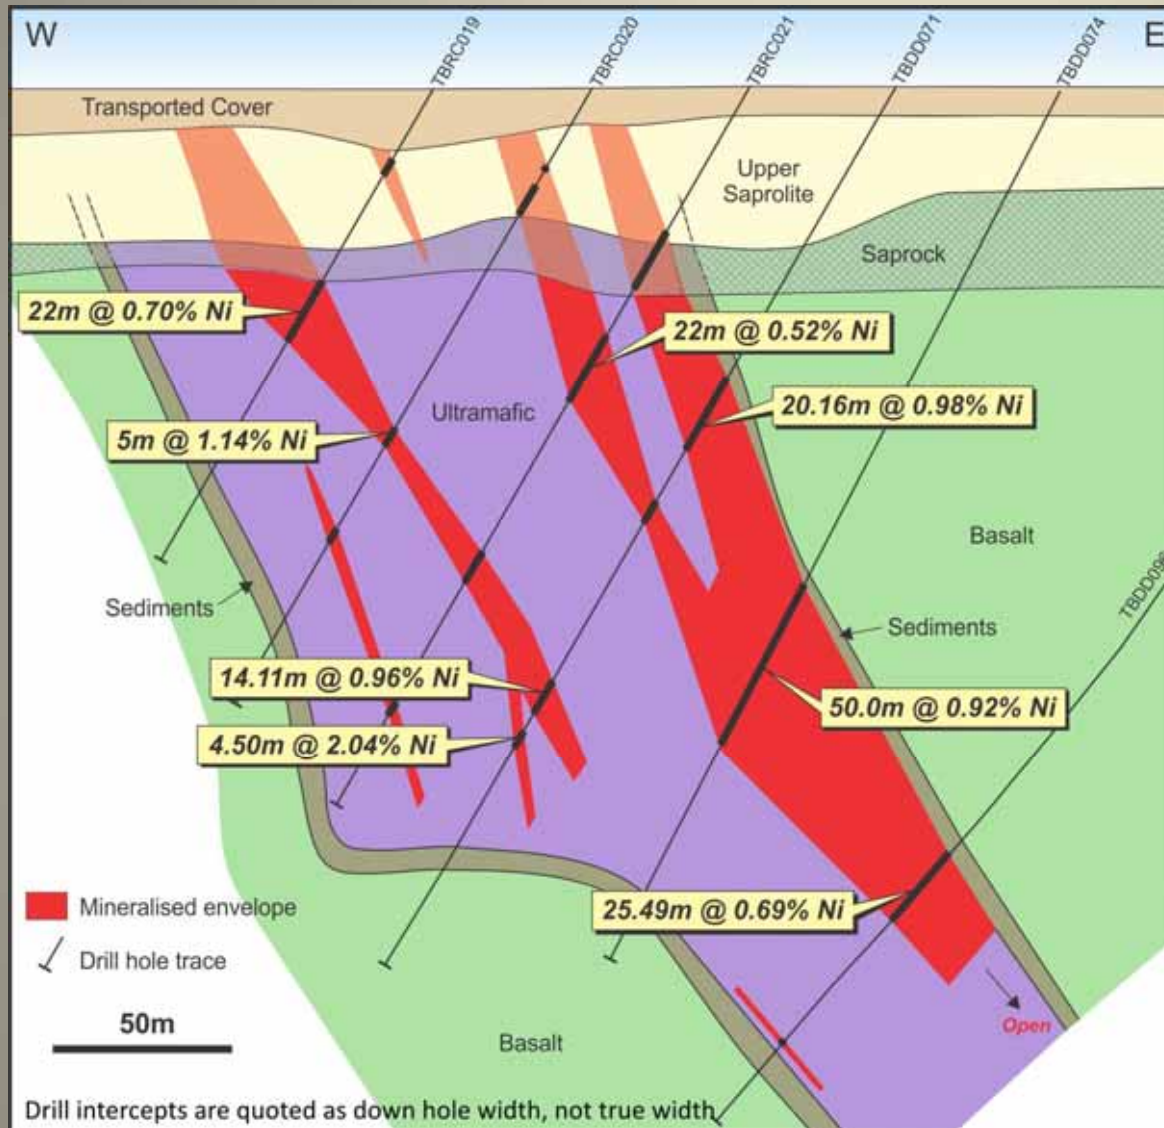 W
E
TBRC019
TBRC020
TBRC021
TBDD071
TBDD074
Transported Cover
Upper
Saprolite
Saprock
22m @ 0.70% Ni
22m @ 0.52% Ni
20.16m @ 0.98% Ni
Ultramafic
5m @ 1.14% Ni
Basalt
TBDD096
Sediments
Sediments
14.11m @ 0.96% Ni
50.0m @ 0.92% Ni
4.50m @ 2.04% Ni
25.49m @ 0.69% Ni
Mineralised envelope
Drill hole trace
50m
Open
Basalt
Drill intercepts are quoted as down hole width, not true width